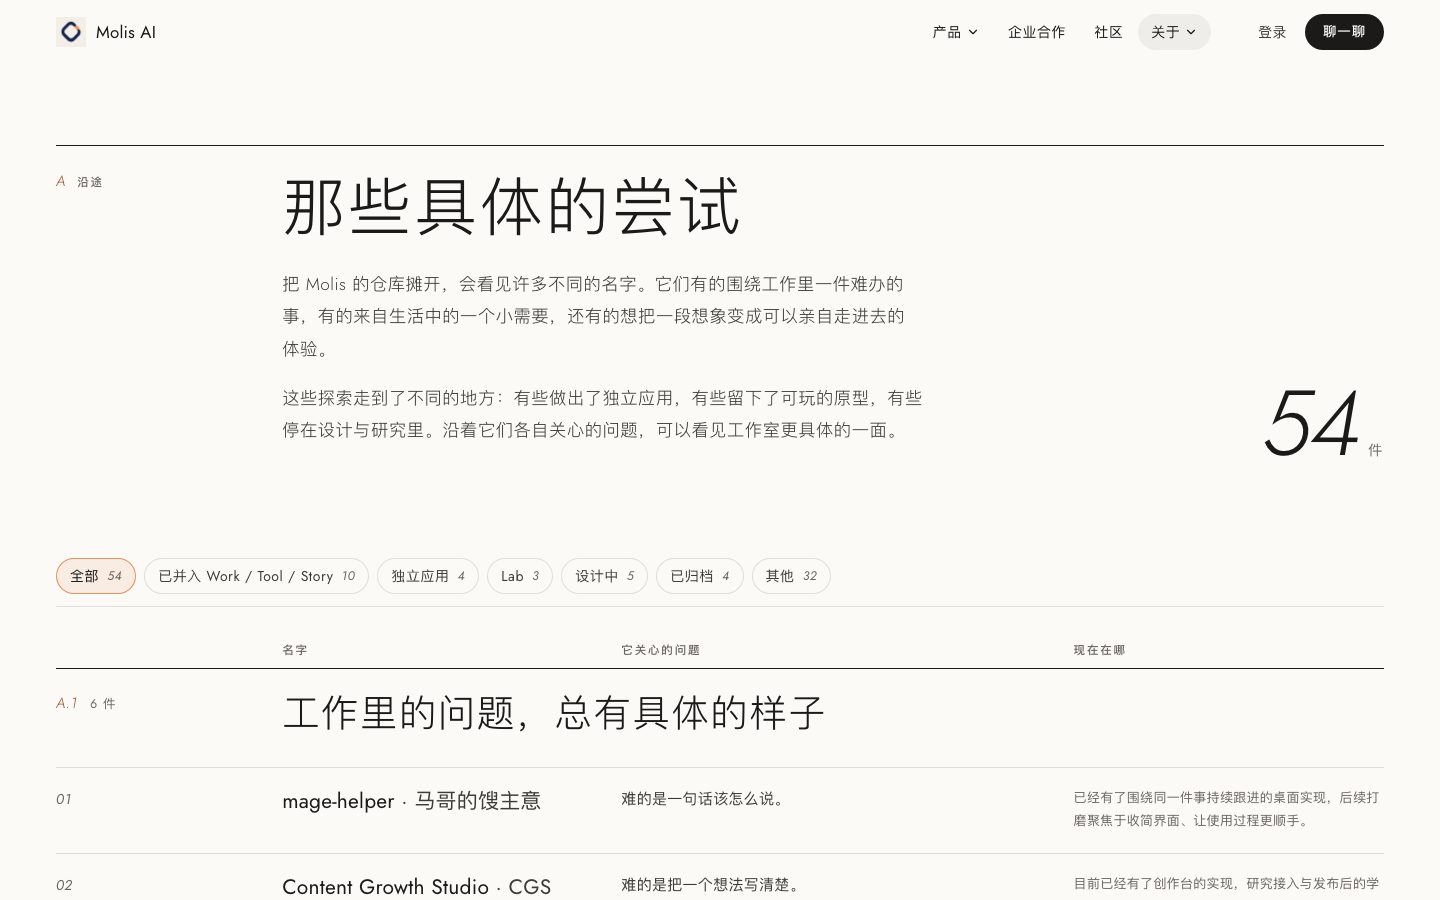 Molis AI
产品
企业合作
社区
关于
登录
聊一聊
A 沿途
那些具体的尝试
把 Molis 的仓库摊开，会看见许多不同的名字。它们有的围绕工作里一件难办的
事，有的来自生活中的一个小需要，还有的想把一段想象变成可以亲自走进去的
体验。
这些探索走到了不同的地方：有些做出了独立应用，有些留下了可玩的原型，有些
停在设计与研究里。沿着它们各自关心的问题，可以看见工作室更具体的一面。
54 件
全部 54
已并入 Work / Tool / Story 10
独立应用 4
Lab 3
设计中 5
已归档 4
其他 32
名字
它关心的问题
现在在哪
A.1 6 件
工作里的问题，总有具体的样子
01
mage-helper · 马哥的馊主意
难的是一句话该怎么说。
已经有了围绕同一件事持续跟进的桌面实现，后续打
磨聚焦于收简界面、让使用过程更顺手。
02
Content Growth Studio · CGS
难的是把一个想法写清楚。
目前已经有了创作台的实现，研究接入与发布后的学